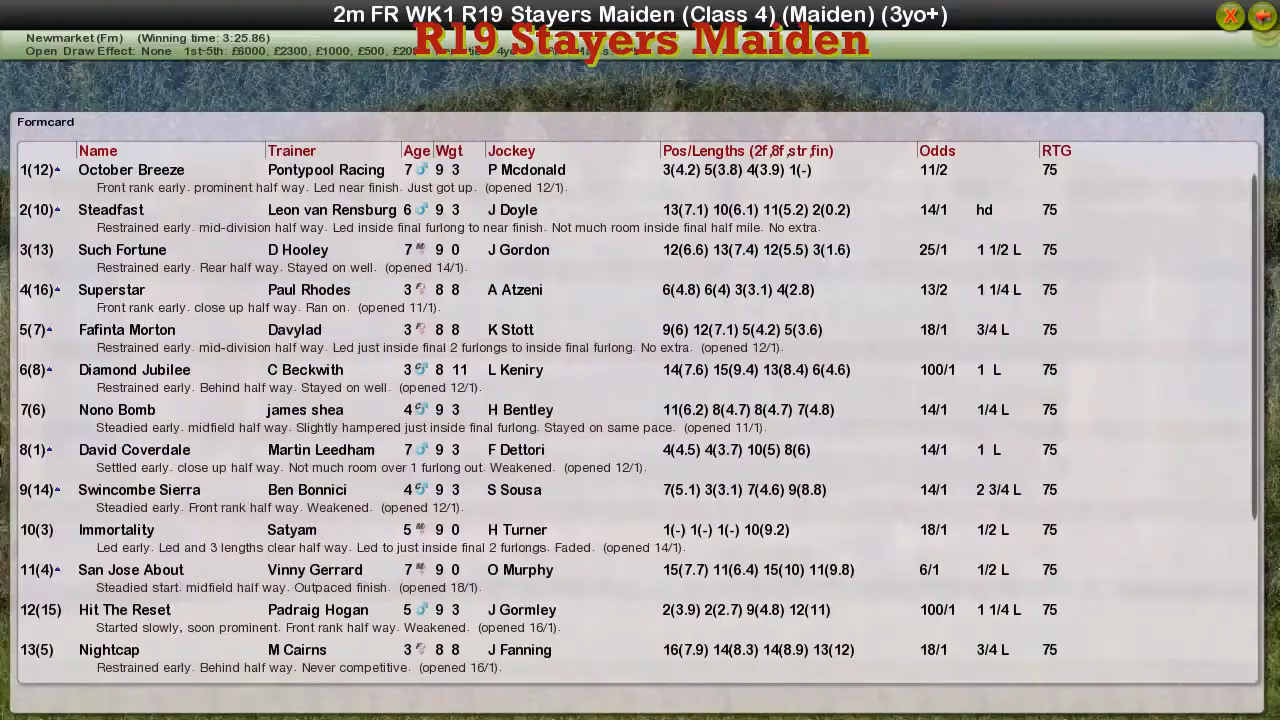 2m FR WK1 R19 Stayers Maiden (Class 4) (Maiden) (3yo+)
R19 Stayers Maiden
Newmarket (Fm) (Winning time: 3:25.86)
Open Draw Effect: None 1st-5th: £6000, £2300, £1000, £500,
Formcard
Name Trainer Age Wgt Jockey Pos/Lengths (2f,8f,str,fin) Odds RTG
1(12) October Breeze Pontypool Racing 7 9 3 P Mcdonald 3(4.2) 5(3.8) 4(3.9) 1(-) 11/2 75
Front rank early. prominent half way. Led near finish. Just got up. (opened 12/1).
2(10) Steadfast Leon van Rensburg 6 9 3 J Doyle 13(7.1) 10(6.1) 11(5.2) 2(0.2) 14/1 hd 75
Restrained early. mid-division half way. Led inside final furlong to near finish. Not much room inside final half mile. No extra.
3(13) Such Fortune D Hooley 7 9 0 J Gordon 12(6.6) 13(7.4) 12(5.5) 3(1.6) 25/1 1 1/2 L 75
Restrained early. Rear half way. Stayed on well. (opened 14/1).
4(16) Superstar Paul Rhodes 3 8 8 A Atzeni 6(4.8) 6(4) 3(3.1) 4(2.8) 13/2 1 1/4 L 75
Front rank early. close up half way. Ran on. (opened 11/1).
5(7) Fafinta Morton Davylad 3 8 8 K Stott 9(6) 12(7.1) 5(4.2) 5(3.6) 18/1 3/4 L 75
Restrained early. mid-division half way. Led just inside final 2 furlongs to inside final furlong. No extra. (opened 12/1).
6(8) Diamond Jubilee C Beckwith 3 8 11 L Keniry 14(7.6) 15(9.4) 13(8.4) 6(4.6) 100/1 1 L 75
Restrained early. Behind half way. Stayed on well. (opened 12/1).
7(6) Nono Bomb james shea 4 9 3 H Bentley 11(6.2) 8(4.7) 8(4.7) 7(4.8) 14/1 1/4 L 75
Steadied early. midfield half way. Slightly hampered just inside final furlong. Stayed on same pace. (opened 11/1).
8(1) David Coverdale Martin Leedham 7 9 3 F Dettori 4(4.5) 4(3.7) 10(5) 8(6) 14/1 1 L 75
Settled early. close up half way. Not much room over 1 furlong out. Weakened. (opened 12/1).
9(14) Swincombe Sierra Ben Bonnici 4 9 3 S Sousa 7(5.1) 3(3.1) 7(4.6) 9(8.8) 14/1 2 3/4 L 75
Steadied early. Front rank half way. Weakened. (opened 12/1).
10(3) Immortality Satyam 5 9 0 H Turner 1(-) 1(-) 1(-) 10(9.2) 18/1 1/2 L 75
Led early. Led and 3 lengths clear half way. Led to just inside final 2 furlongs. Faded. (opened 14/1).
11(4) San Jose About Vinny Gerrard 7 9 0 O Murphy 15(7.7) 11(6.4) 15(10) 11(9.8) 6/1 1/2 L 75
Steadied start. midfield half way. Outpaced finish. (opened 18/1).
12(15) Hit The Reset Padraig Hogan 5 9 3 J Gormley 2(3.9) 2(2.7) 9(4.8) 12(11) 100/1 1 1/4 L 75
Started slowly, soon prominent. Front rank half way. Weakened. (opened 16/1).
13(5) Nightcap M Cairns 3 8 8 J Fanning 16(7.9) 14(8.3) 14(8.9) 13(12) 18/1 3/4 L 75
Restrained early. Behind half way. Never competitive. (opened 16/1).